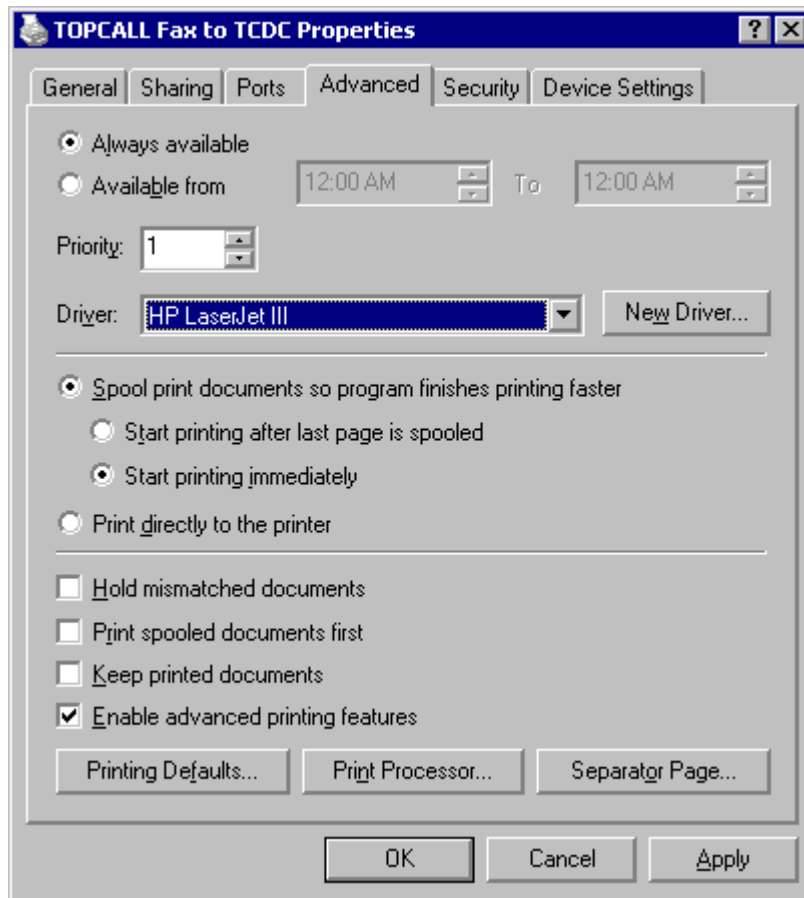 TOPCALL Fax to TCDC Properties
General Sharing Ports Advanced Security Device Settings
Always available
Available from 12:00 AM To 12:00 AM
Priority: 1
Driver: HP LaserJet III New Driver...
Spool print documents so program finishes printing faster
Start printing after last page is spooled
Start printing immediately
Print directly to the printer
Hold mismatched documents
Print spooled documents first
Keep printed documents
Enable advanced printing features
Printing Defaults... Print Processor... Separator Page...
OK Cancel Apply